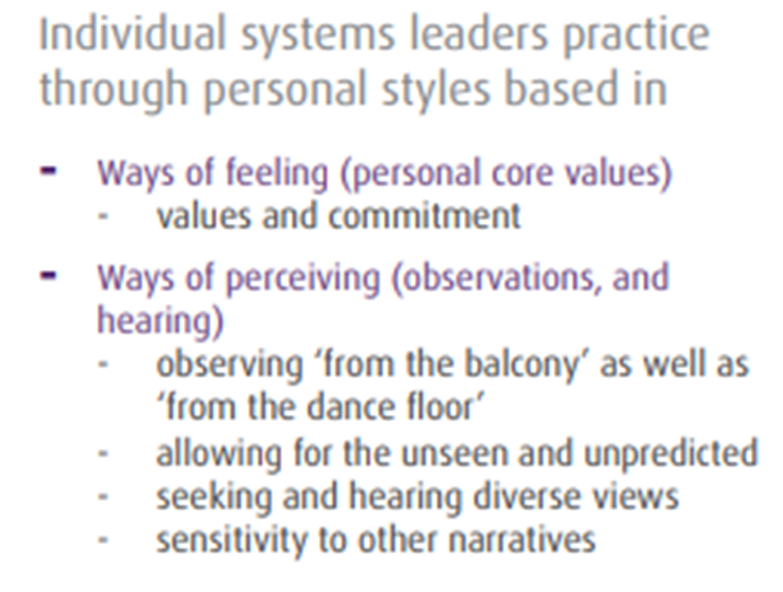 Individual systems leaders practice
through personal styles based in
- Ways of feeling (personal core values)
- values and commitment
- Ways of perceiving (observations, and
hearing)
- observing ‘from the balcony’ as well as
‘from the dance floor’
- allowing for the unseen and unpredicted
- seeking and hearing diverse views
- sensitivity to other narratives